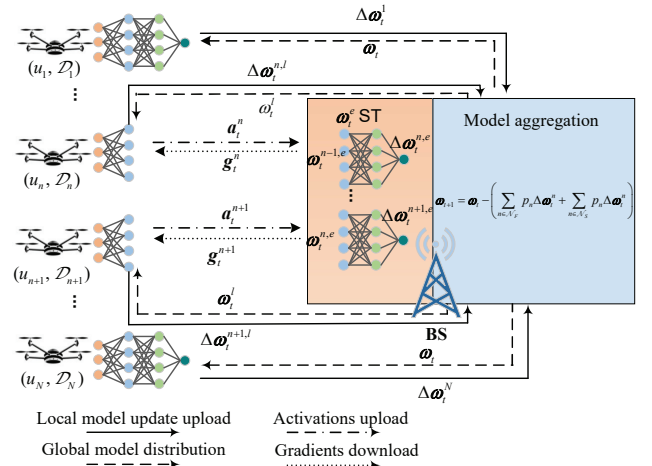 Δω_t^1
ω_t
(u_1, 𝒟_1)
Δω_t^{n,l}
ω_t^l
⋮
ω_t^e ST
Model aggregation
a_t^n
Δω_t^{n,e}
ω_t^{n-1,e}
g_t^n
(u_n, 𝒟_n)
ω_{t+1} = ω_t − ( ∑_{n∈𝒩_F} p_n Δω_t^n + ∑_{n∈𝒩_S} p_n Δω_t^n )
⋮
a_t^{n+1}
Δω_t^{n+1,e}
ω_t^{n,e}
g_t^{n+1}
(u_{n+1}, 𝒟_{n+1})
ω_t^l
⋮
BS
Δω_t^{n+1,l}
ω_t
(u_N, 𝒟_N)
Δω_t^N
Local model update upload
Activations upload
Global model distribution
Gradients download